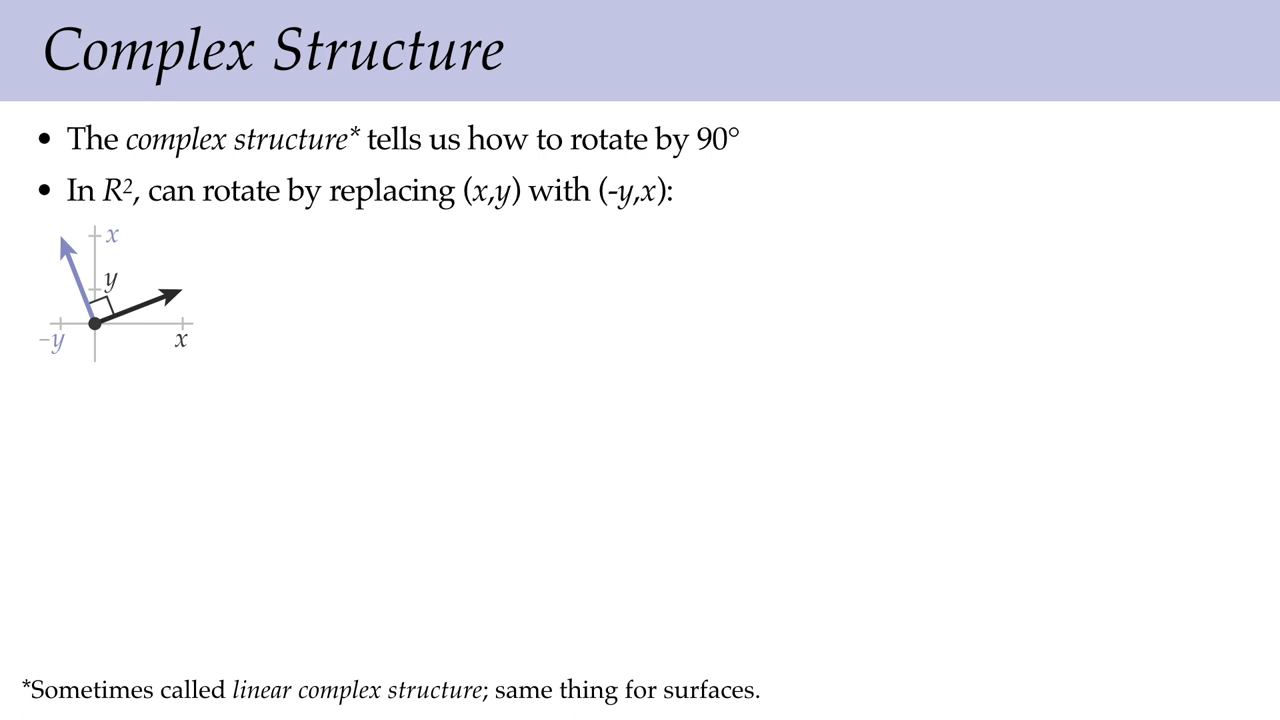 Complex Structure
• The complex structure* tells us how to rotate by 90°
• In R², can rotate by replacing (x,y) with (-y,x):
x
y
−y
x
*Sometimes called linear complex structure; same thing for surfaces.